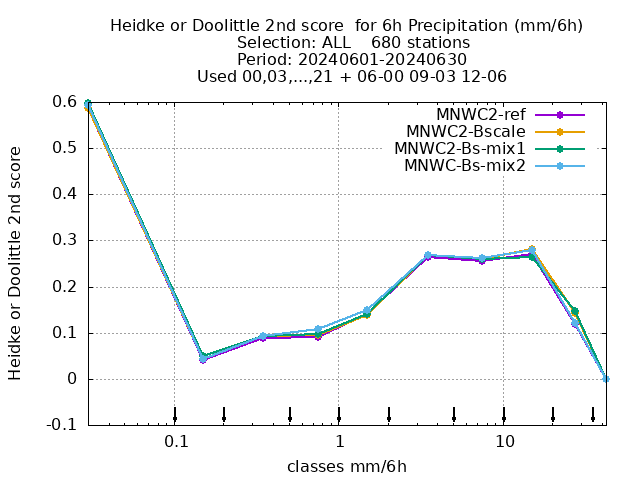 Heidke or Doolittle 2nd score  for 6h Precipitation (mm/6h)
Selection: ALL    680 stations
Period: 20240601-20240630
Used 00,03,...,21 + 06-00 09-03 12-06
MNWC2-ref
MNWC2-Bscale
MNWC2-Bs-mix1
MNWC-Bs-mix2
Heidke or Doolittle 2nd score
0.6
0.5
0.4
0.3
0.2
0.1
0
-0.1
0.1
1
10
classes mm/6h